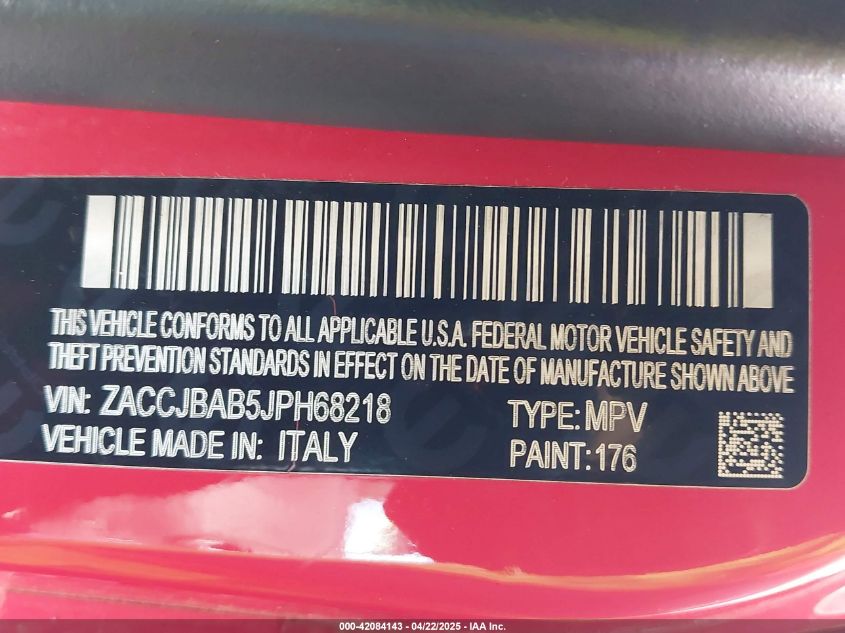 THIS VEHICLE CONFORMS TO ALL APPLICABLE U.S.A. FEDERAL MOTOR VEHICLE SAFETY AND
THEFT PREVENTION STANDARDS IN EFFECT ON THE DATE OF MANUFACTURE SHOWN ABOVE
VIN: ZACCJBAB5JPH68218 TYPE: MPV
VEHICLE MADE IN: ITALY PAINT: 176
000-42084143 - 04/22/2025 - IAA Inc.